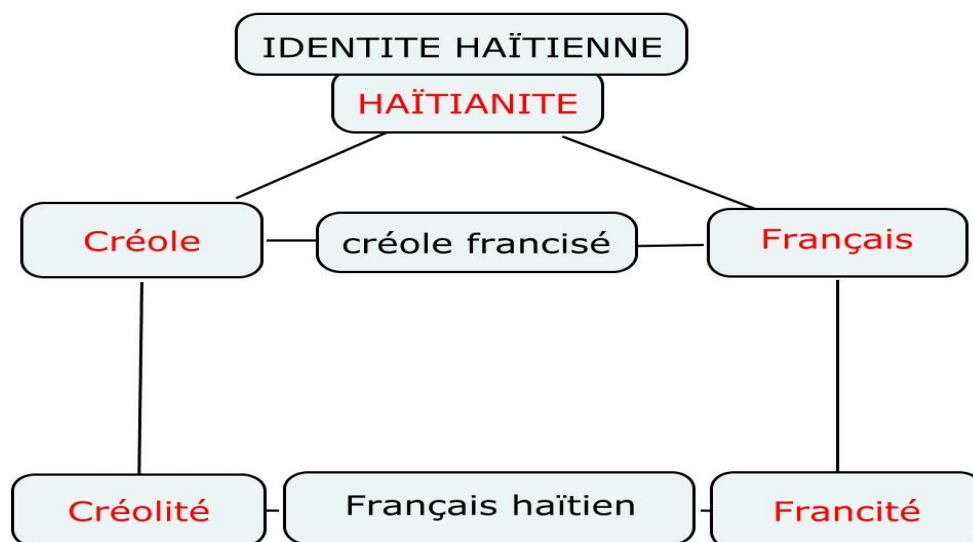 IDENTITE HAÏTIENNE
HAÏTIANITE
Créole
créole francisé
Français
Créolité
Français haïtien
Francité